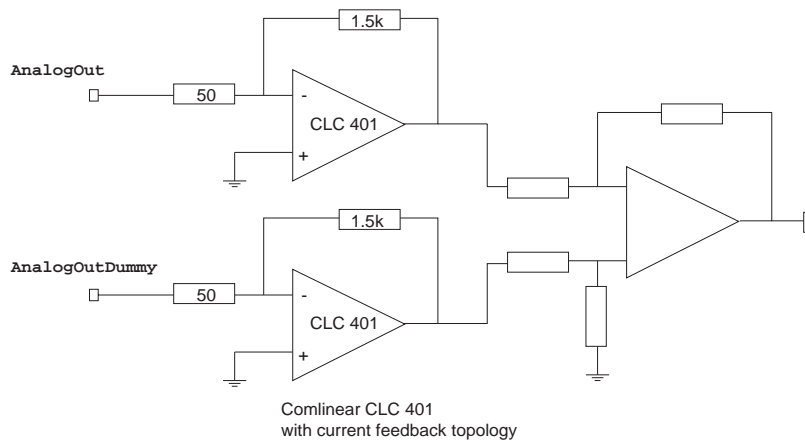 1.5k
AnalogOut
50
-
CLC 401
+
1.5k
AnalogOutDummy
50
-
CLC 401
+
Comlinear CLC 401
with current feedback topology